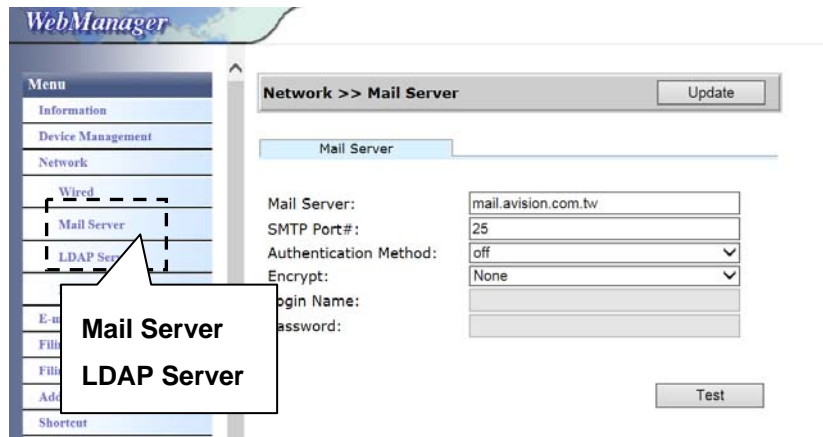 WebManager
Menu
Information
Device Management
Network
Wired
Mail Server
LDAP Ser
Shortcut
Mail Server
LDAP Server
Network >> Mail Server
Update
Mail Server
Mail Server: mail.avision.com.tw
SMTP Port#: 25
Authentication Method: off
Encrypt: None
ogin Name:
assword:
Test